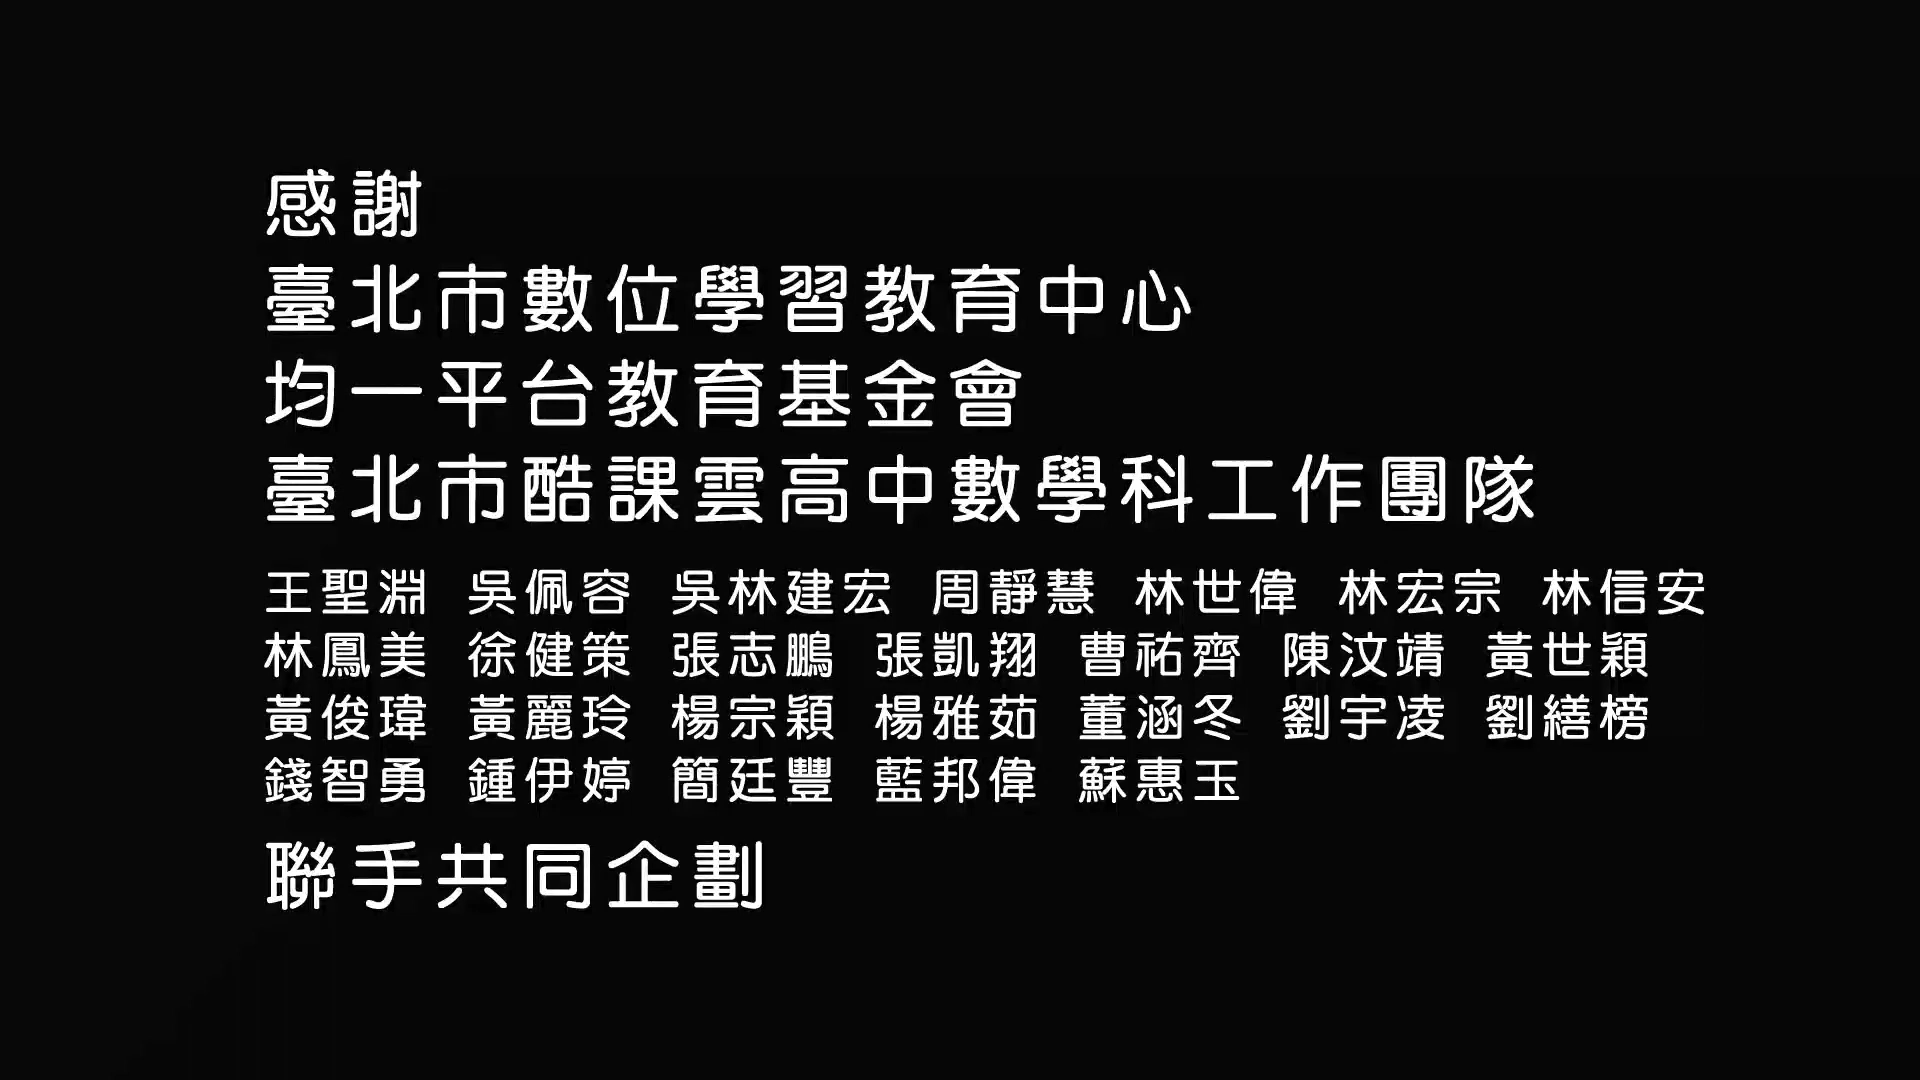 感謝
臺北市數位學習教育中心
均一平台教育基金會
臺北市酷課雲高中數學科工作團隊
王聖淵 吳佩容 吳林建宏 周靜慧 林世偉 林宏宗 林信安
林鳳美 徐健策 張志鵬 張凱翔 曹祐齊 陳汶靖 黃世穎
黃俊瑋 黃麗玲 楊宗穎 楊雅茹 董涵冬 劉宇凌 劉繕榜
錢智勇 鍾伊婷 簡廷豐 藍邦偉 蘇惠玉
聯手共同企劃